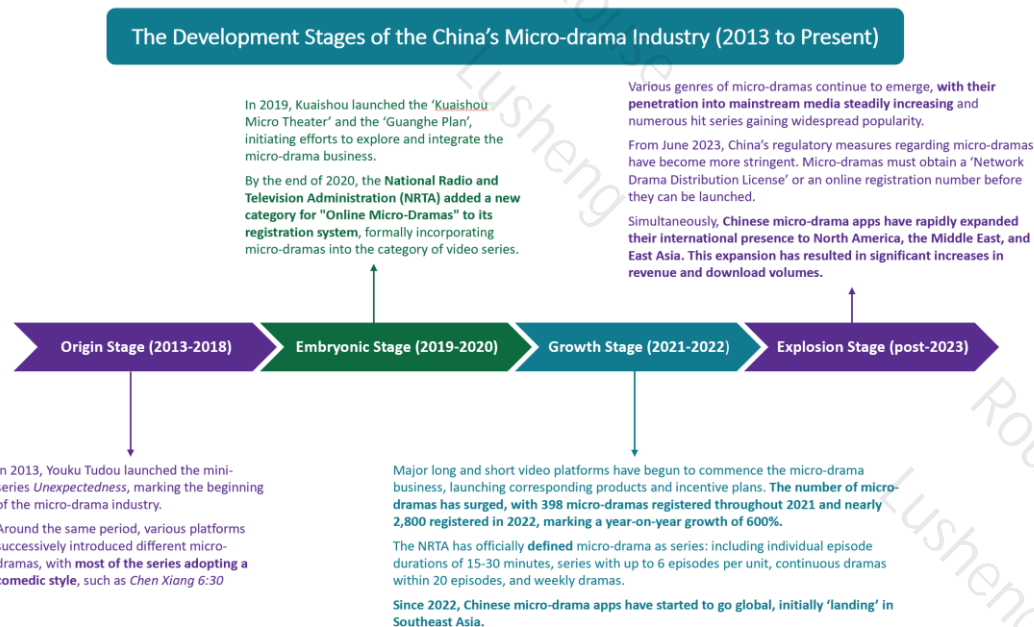 The Development Stages of the China's Micro-drama Industry (2013 to Present)
In 2019, Kuaishou launched the 'Kuaishou
Micro Theater' and the 'Guanghe Plan',
initiating efforts to explore and integrate the
micro-drama business.
By the end of 2020, the National Radio and
Television Administration (NRTA) added a new
category for "Online Micro-Dramas" to its
registration system, formally incorporating
micro-dramas into the category of video series.
Various genres of micro-dramas continue to emerge, with their
penetration into mainstream media steadily increasing and
numerous hit series gaining widespread popularity.
From June 2023, China's regulatory measures regarding micro-dramas
have become more stringent. Micro-dramas must obtain a 'Network
Drama Distribution License' or an online registration number before
they can be launched.
Simultaneously, Chinese micro-drama apps have rapidly expanded
their international presence to North America, the Middle East, and
East Asia. This expansion has resulted in significant increases in
revenue and download volumes.
Origin Stage (2013-2018)
Embryonic Stage (2019-2020)
Growth Stage (2021-2022)
Explosion Stage (post-2023)
In 2013, Youku Tudou launched the mini-
series Unexpectedness, marking the beginning
of the micro-drama industry.
Around the same period, various platforms
successively introduced different micro-
dramas, with most of the series adopting a
comedic style, such as Chen Xiang 6:30
Major long and short video platforms have begun to commence the micro-drama
business, launching corresponding products and incentive plans. The number of micro-
dramas has surged, with 398 micro-dramas registered throughout 2021 and nearly
2,800 registered in 2022, marking a year-on-year growth of 600%.
The NRTA has officially defined micro-drama as series: including individual episode
durations of 15-30 minutes, series with up to 6 episodes per unit, continuous dramas
within 20 episodes, and weekly dramas.
Since 2022, Chinese micro-drama apps have started to go global, initially 'landing' in
Southeast Asia.
Lusheng
Lusheng